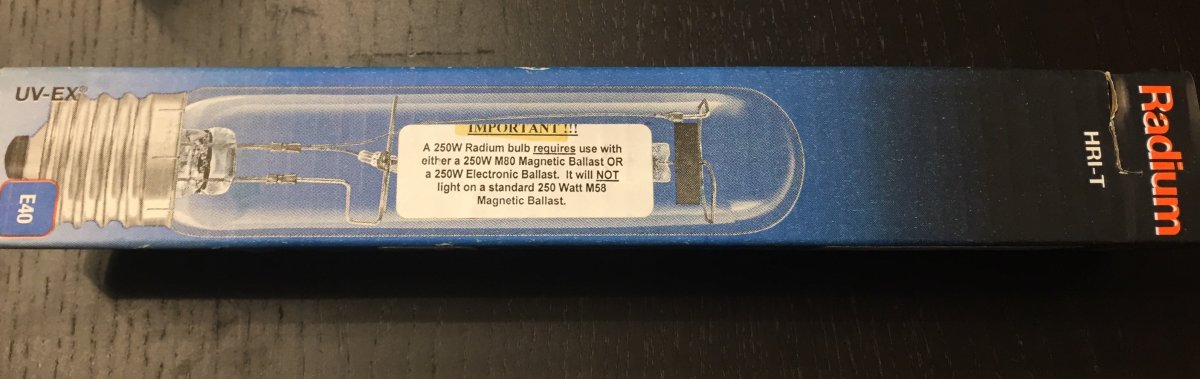 UV-EX®
IMPORTANT !!!
A 250W Radium bulb requires use with
either a 250W M80 Magnetic Ballast OR
a 250W Electronic Ballast. It will NOT
light on a standard 250 Watt M58
Magnetic Ballast.
E40
HRI-T
Radium